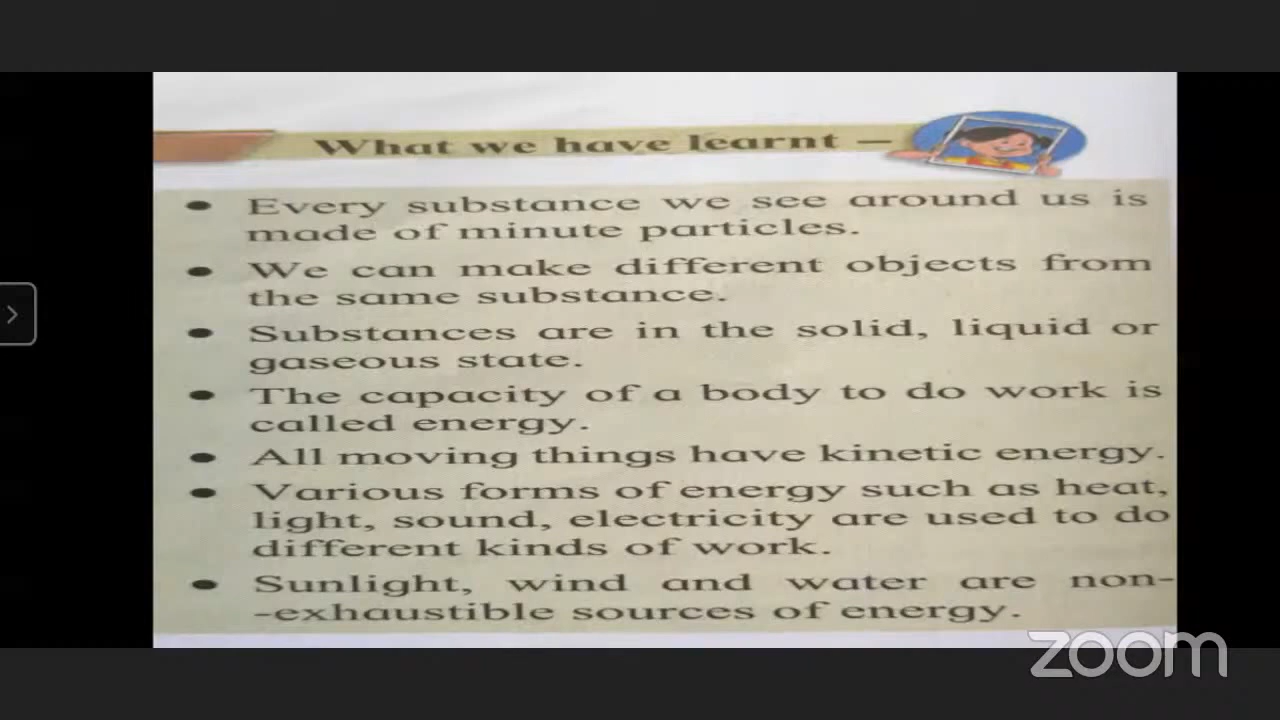 What we have learnt –
• Every substance we see around us is
made of minute particles.
• We can make different objects from
the same substance.
• Substances are in the solid, liquid or
gaseous state.
• The capacity of a body to do work is
called energy.
• All moving things have kinetic energy.
• Various forms of energy such as heat,
light, sound, electricity are used to do
different kinds of work.
• Sunlight, wind and water are non-
-exhaustible sources of energy.
zoom